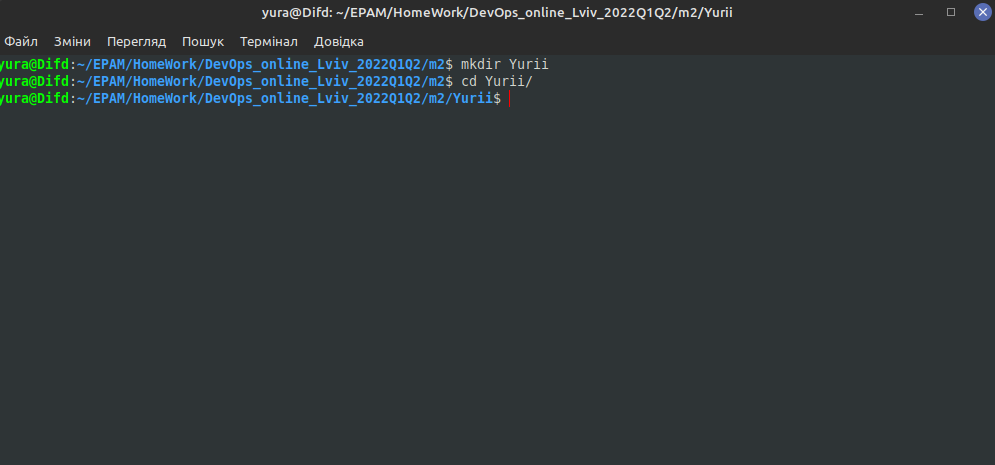 yura@Difd: ~/EPAM/HomeWork/DevOps_online_Lviv_2022Q1Q2/m2/Yurii
Файл Зміни Перегляд Пошук Термінал Довідка
yura@Difd:~/EPAM/HomeWork/DevOps_online_Lviv_2022Q1Q2/m2$ mkdir Yurii
yura@Difd:~/EPAM/HomeWork/DevOps_online_Lviv_2022Q1Q2/m2$ cd Yurii/
yura@Difd:~/EPAM/HomeWork/DevOps_online_Lviv_2022Q1Q2/m2/Yurii$